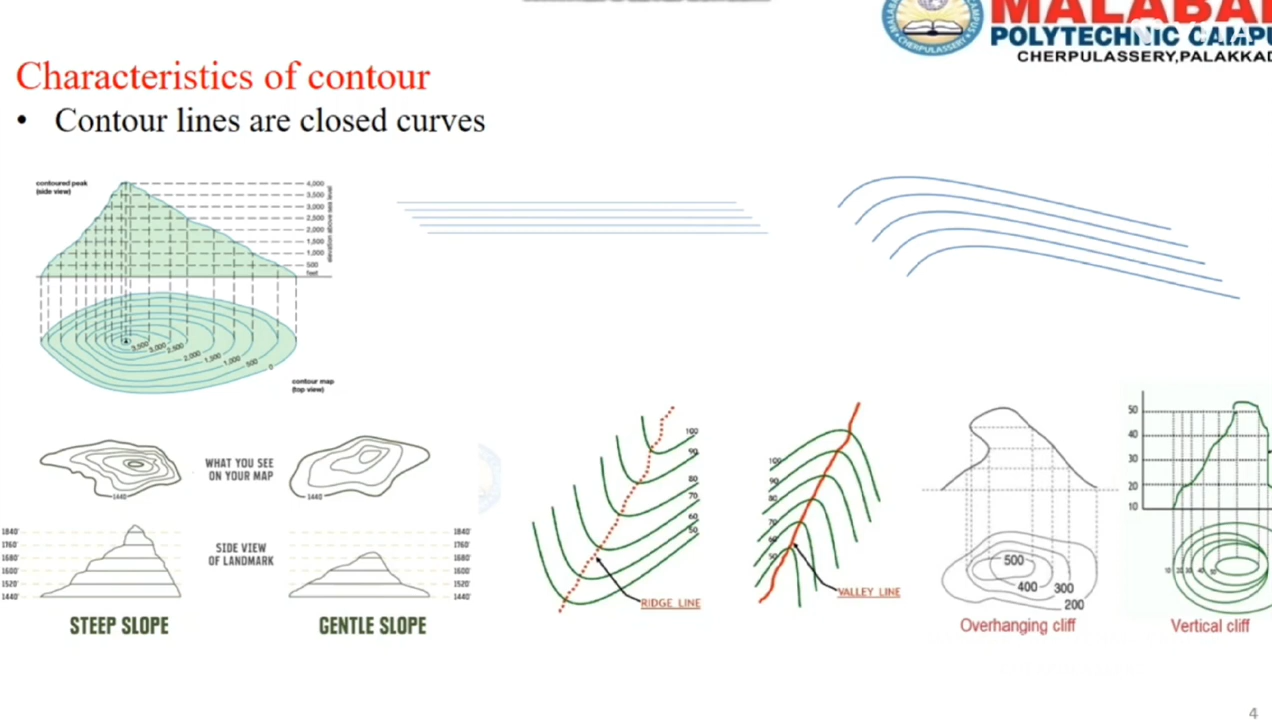 MALABA
POLYTECHNIC CAMPU
CHERPULASSERY,PALAKKAD
Characteristics of contour
• Contour lines are closed curves
contoured peak
(side view)
4,000
3,500
3,000
2,500
2,000
1,500
1,000
500
feet
elevation above sea level
3,500
3,000
2,500
2,000
1,500
1,000
500
0
contour map
(top view)
WHAT YOU SEE
ON YOUR MAP
1440
1440
SIDE VIEW
OF LANDMARK
1840'
1760'
1680'
1600'
1520'
1440'
1840'
1760'
1680'
1600'
1520'
1440'
STEEP SLOPE
GENTLE SLOPE
100
90
80
70
60
50
RIDGE LINE
100
90
80
70
60
50
VALLEY LINE
500
400
300
200
Overhanging cliff
50
40
30
20
10
Vertical cliff
4